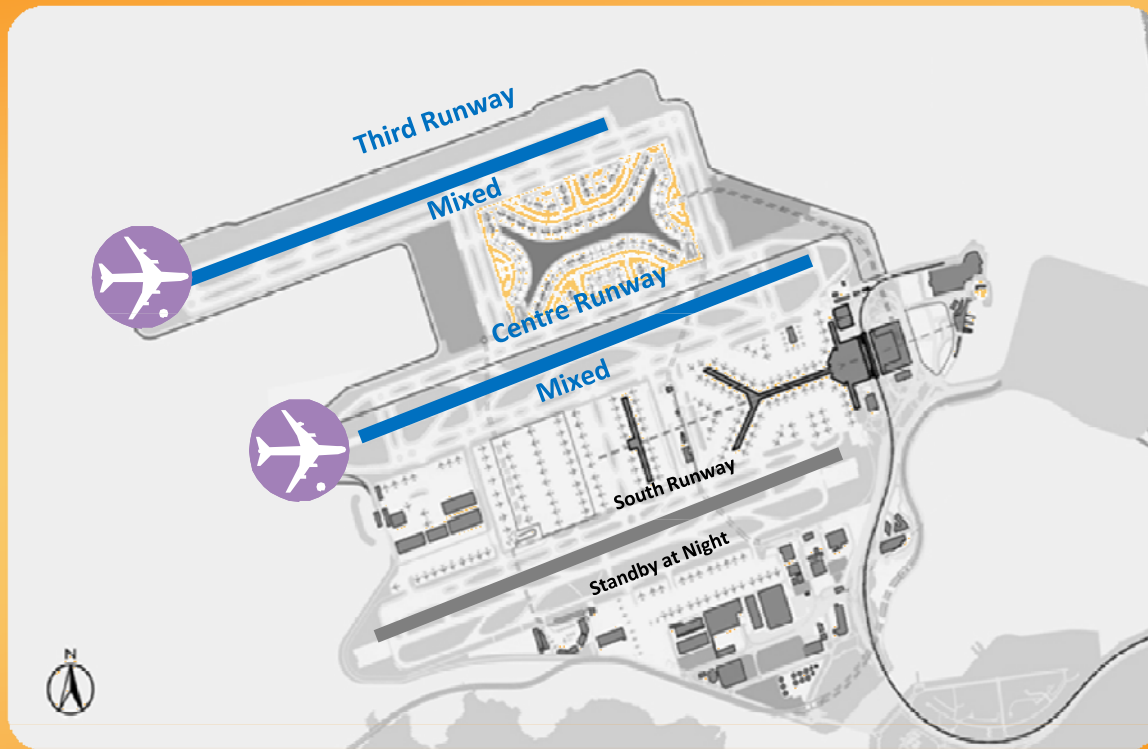 Third Runway
Mixed
Centre Runway
Mixed
South Runway
Standby at Night
N